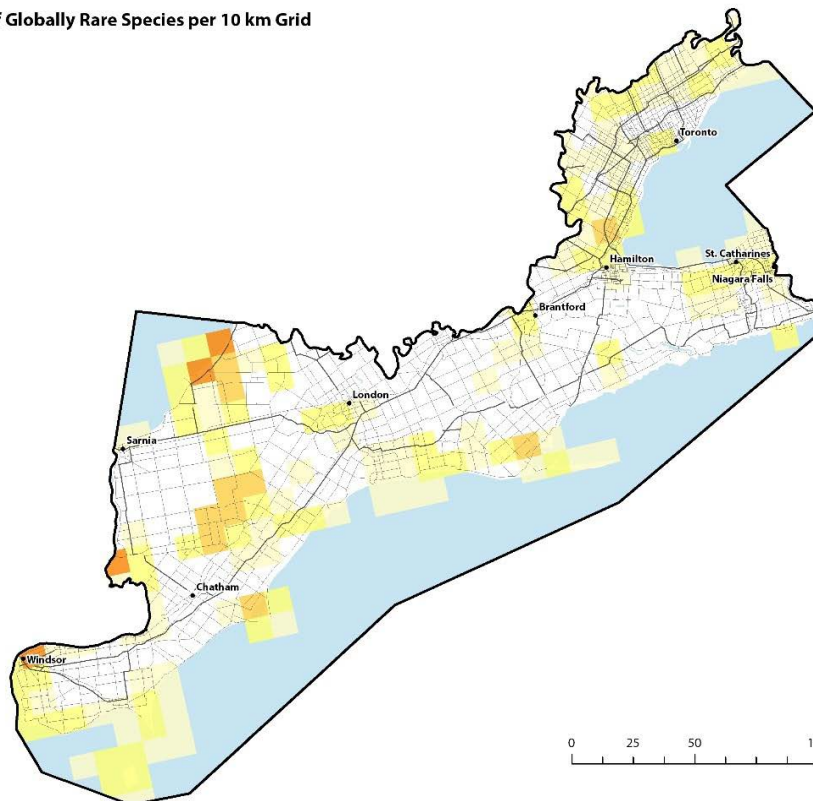 Globally Rare Species per 10 km Grid
Toronto
Hamilton
St. Catharines
Niagara Falls
Brantford
London
Sarnia
Chatham
Windsor
0 25 50